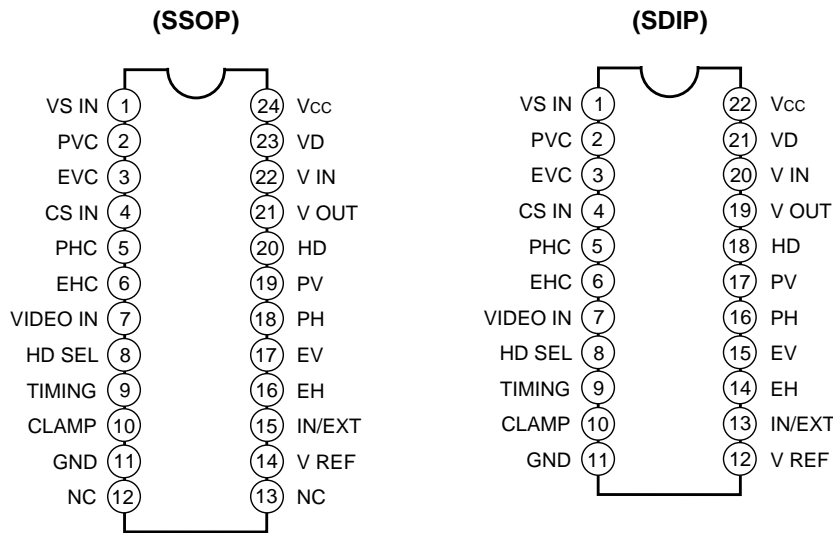 (SSOP)
VS IN 1 24 Vcc
PVC 2 23 VD
EVC 3 22 V IN
CS IN 4 21 V OUT
PHC 5 20 HD
EHC 6 19 PV
VIDEO IN 7 18 PH
HD SEL 8 17 EV
TIMING 9 16 EH
CLAMP 10 15 IN/EXT
GND 11 14 V REF
NC 12 13 NC
(SDIP)
VS IN 1 22 Vcc
PVC 2 21 VD
EVC 3 20 V IN
CS IN 4 19 V OUT
PHC 5 18 HD
EHC 6 17 PV
VIDEO IN 7 16 PH
HD SEL 8 15 EV
TIMING 9 14 EH
CLAMP 10 13 IN/EXT
GND 11 12 V REF